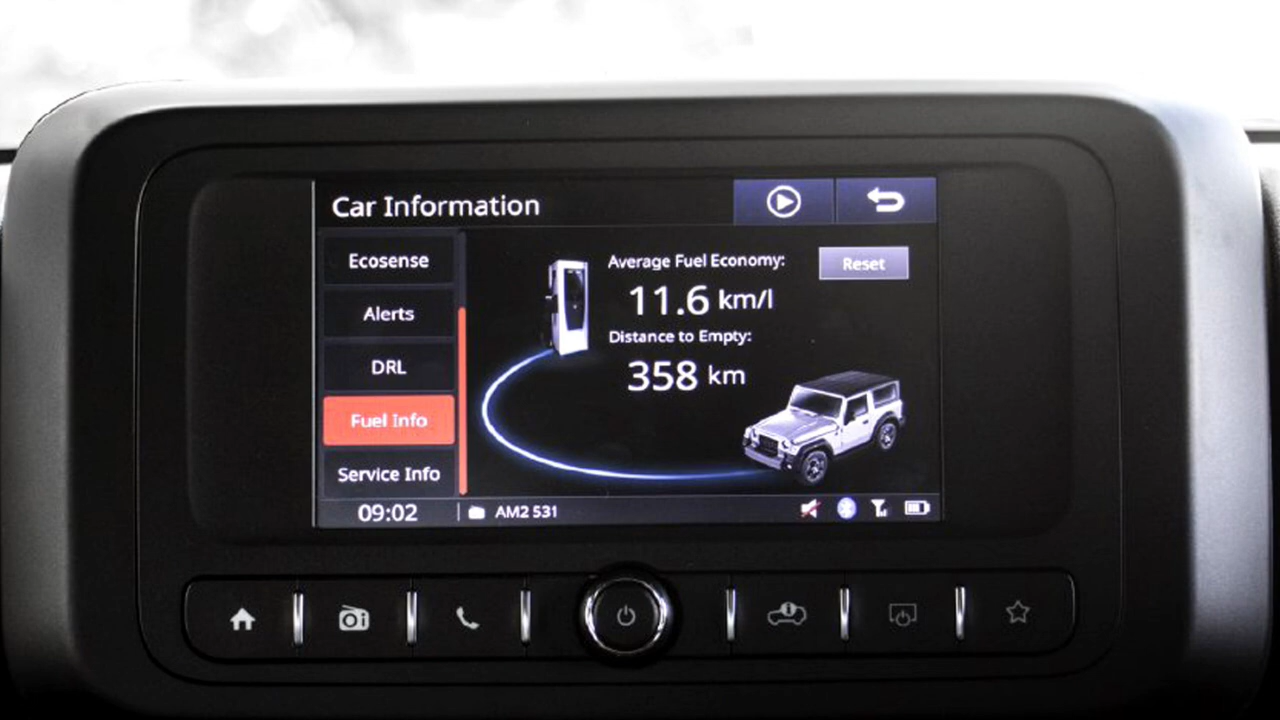 Car Information
Ecosense
Alerts
DRL
Fuel Info
Service Info
Average Fuel Economy:
Reset
11.6 km/l
Distance to Empty:
358 km
09:02
AM2 531